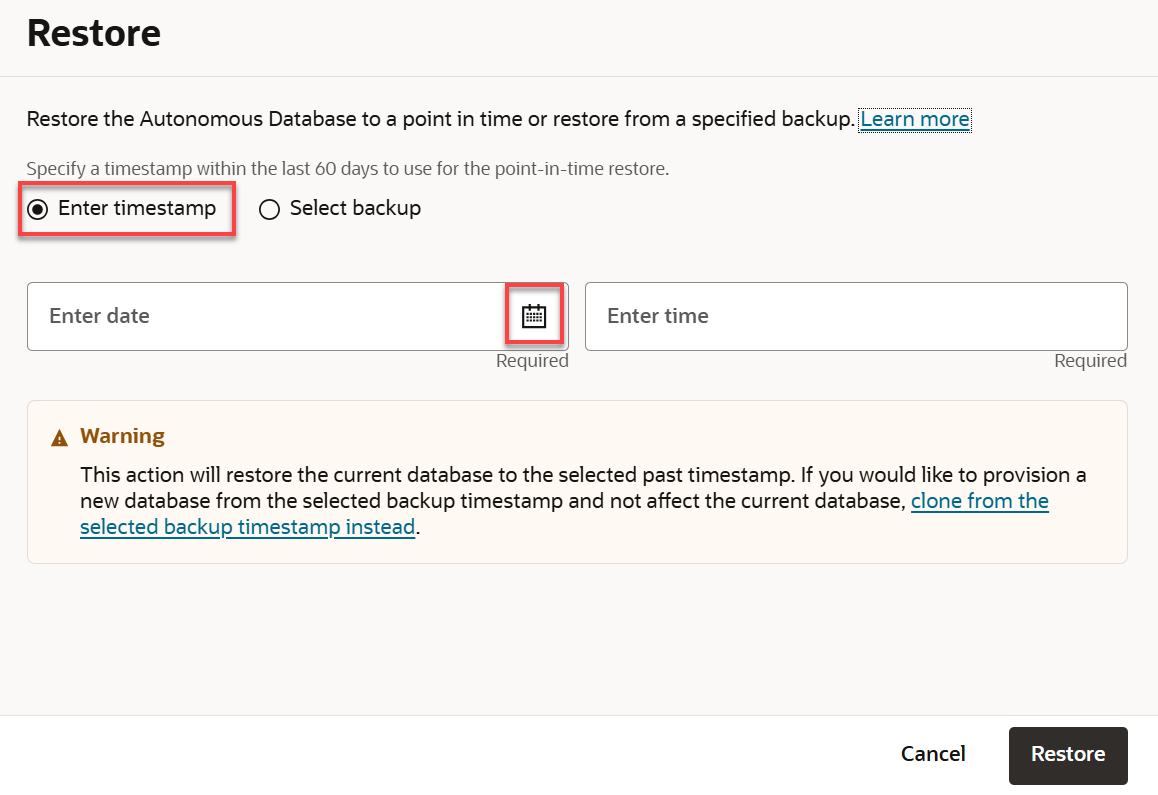 Restore
Restore the Autonomous Database to a point in time or restore from a specified backup. Learn more
Specify a timestamp within the last 60 days to use for the point-in-time restore.
Enter timestamp Select backup
Enter date Enter time
Required Required
Warning
This action will restore the current database to the selected past timestamp. If you would like to provision a
new database from the selected backup timestamp and not affect the current database, clone from the
selected backup timestamp instead.
Cancel Restore